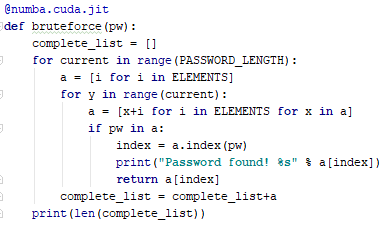 @numba.cuda.jit
def bruteforce(pw):
    complete_list = []
    for current in range(PASSWORD_LENGTH):
        a = [i for i in ELEMENTS]
        for y in range(current):
            a = [x+i for i in ELEMENTS for x in a]
            if pw in a:
                index = a.index(pw)
                print("Password found! %s" % a[index])
                return a[index]
        complete_list = complete_list+a
    print(len(complete_list))